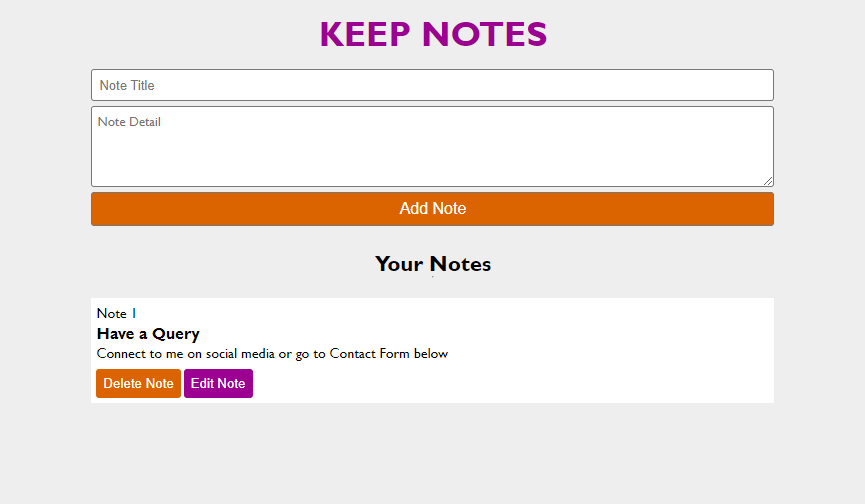 KEEP NOTES
Note Title
Note Detail
Add Note
Your Notes
Note 1
Have a Query
Connect to me on social media or go to Contact Form below
Delete Note Edit Note